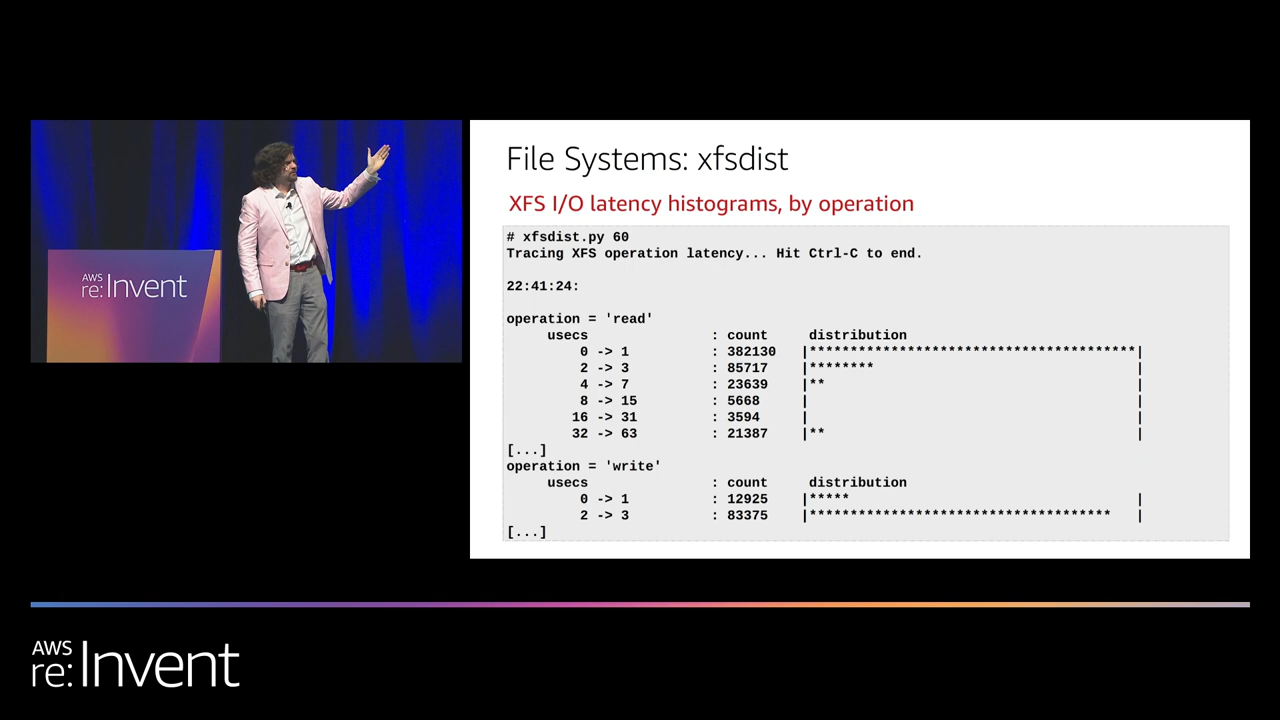 AWS
re:Invent
File Systems: xfsdist
XFS I/O latency histograms, by operation
# xfsdist.py 60
Tracing XFS operation latency... Hit Ctrl-C to end.
22:41:24:
operation = 'read'
usecs : count distribution
0 -> 1 : 382130 |****************************************|
2 -> 3 : 85717 |******** |
4 -> 7 : 23639 |** |
8 -> 15 : 5668 | |
16 -> 31 : 3594 | |
32 -> 63 : 21387 |** |
[...]
operation = 'write'
usecs : count distribution
0 -> 1 : 12925 |***** |
2 -> 3 : 83375 |************************************* |
[...]
AWS
re:Invent